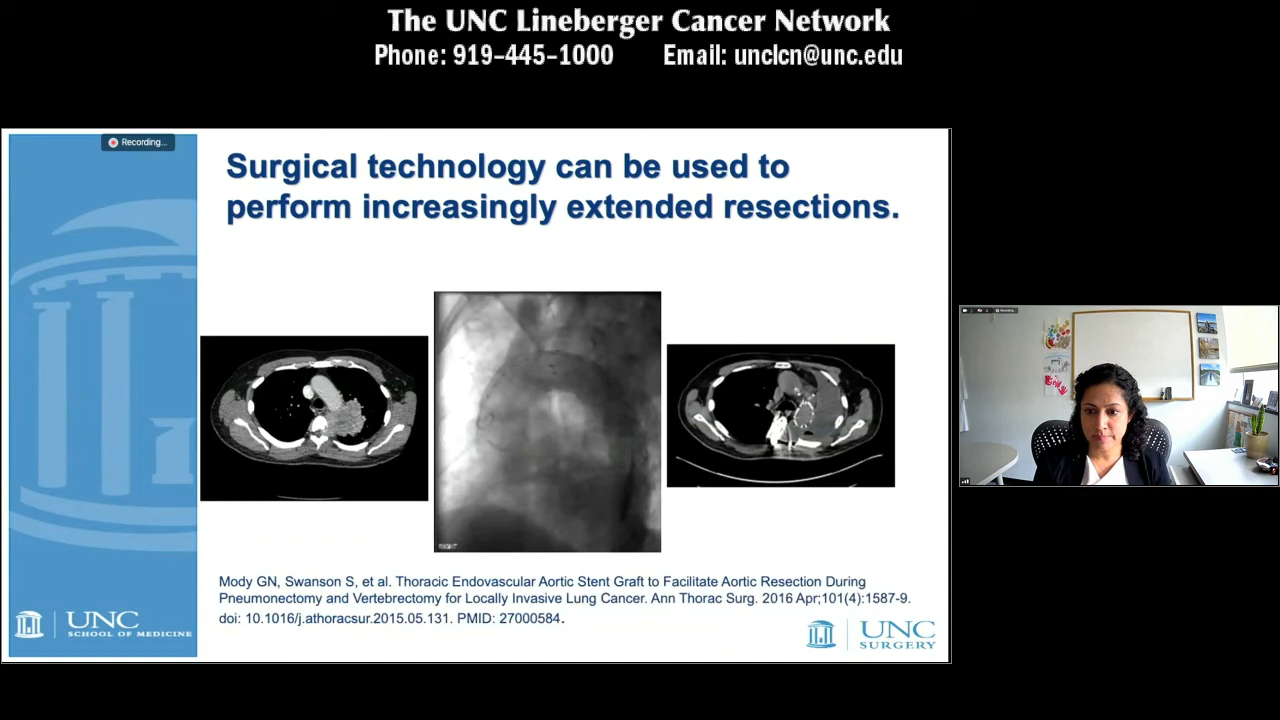 The UNC Lineberger Cancer Network
Phone: 919-445-1000 Email: unclcn@unc.edu
Recording...
Surgical technology can be used to
perform increasingly extended resections.
RIGHT
Recording...
Mody GN, Swanson S, et al. Thoracic Endovascular Aortic Stent Graft to Facilitate Aortic Resection During
Pneumonectomy and Vertebrectomy for Locally Invasive Lung Cancer. Ann Thorac Surg. 2016 Apr;101(4):1587-9.
doi: 10.1016/j.athoracsur.2015.05.131. PMID: 27000584.
UNC
SCHOOL OF MEDICINE
UNC
SURGERY